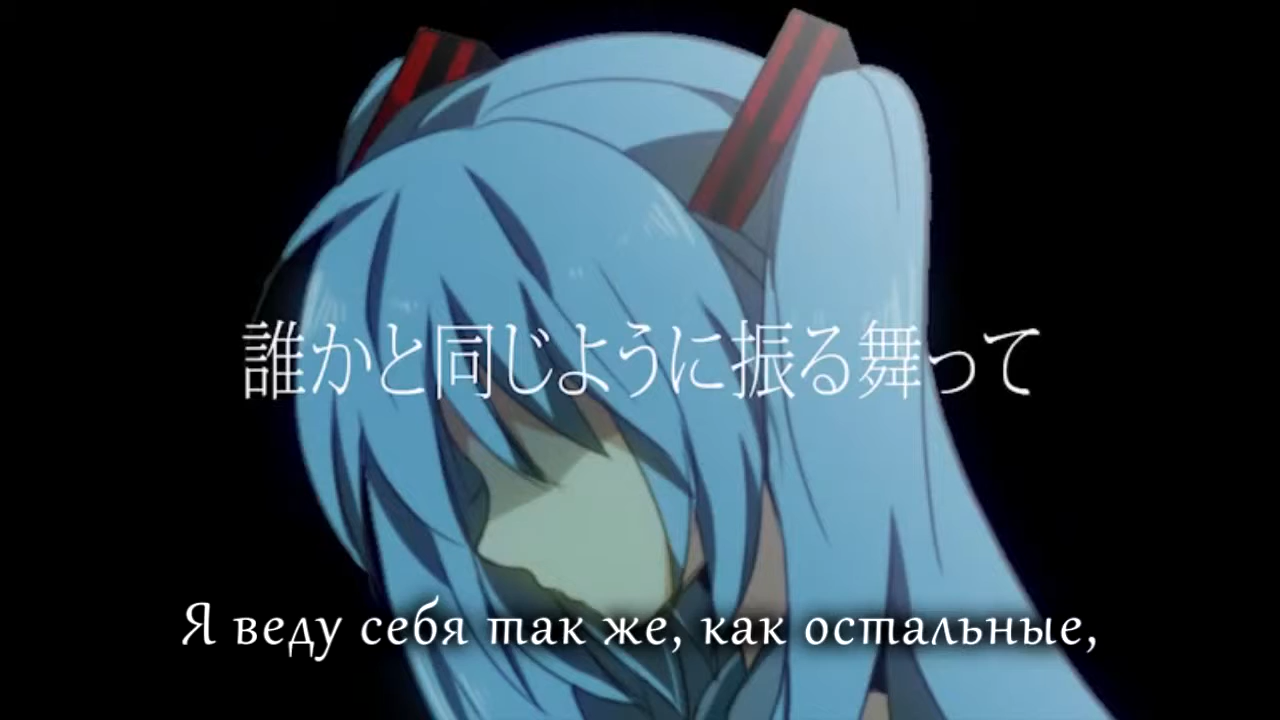 誰かと同じように振る舞って
Я веду себя так же, как остальные,